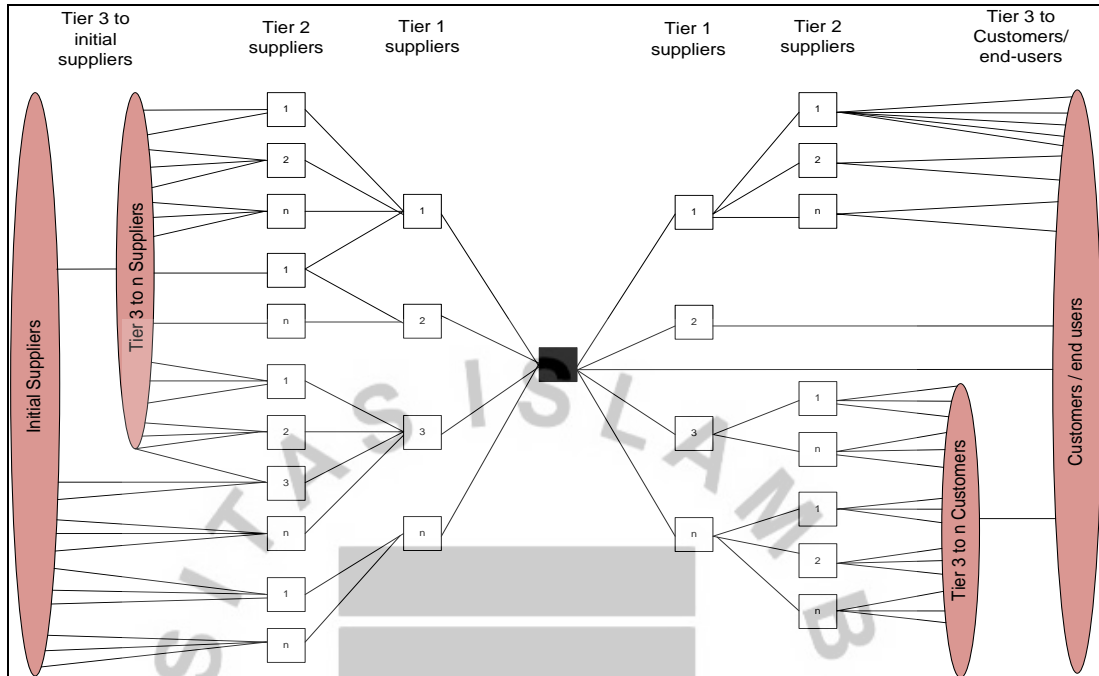 Tier 3 to
initial
suppliers
Tier 2
suppliers
Tier 1
suppliers
Tier 1
suppliers
Tier 2
suppliers
Tier 3 to
Customers/
end-users
Initial Suppliers
Tier 3 to n Suppliers
1
2
n
1
n
1
2
3
n
1
n
1
2
3
n
1
2
3
n
1
2
n
1
n
1
2
n
Tier 3 to n Customers
Customers / end users
SITAS ISLAM B